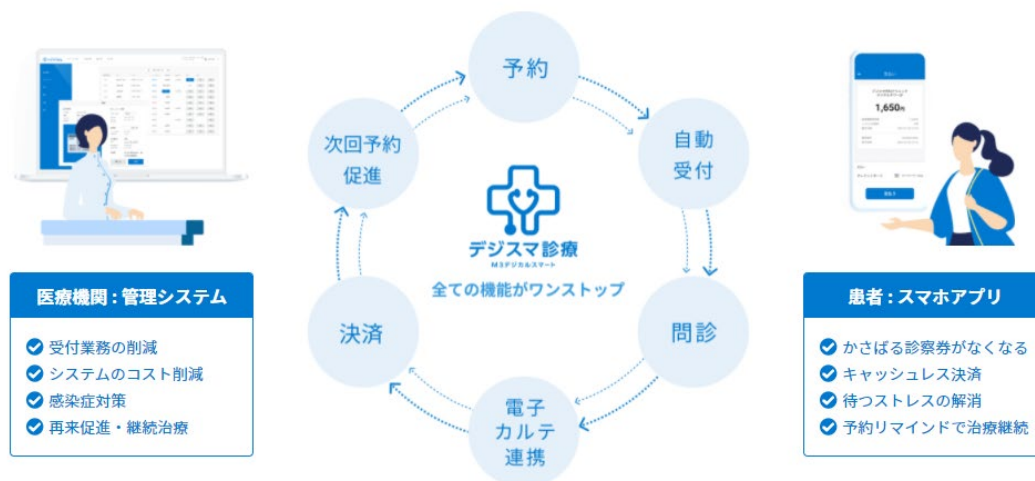 予約
自動
受付
問診
電子
カルテ
連携
決済
次回予約
促進
デジスマ診療
M3デジカルスマート
全ての機能がワンストップ
医療機関：管理システム
受付業務の削減
システムのコスト削減
感染症対策
再来促進・継続治療
1,650円
患者：スマホアプリ
かさばる診察券がなくなる
キャッシュレス決済
待つストレスの解消
予約リマインドで治療継続